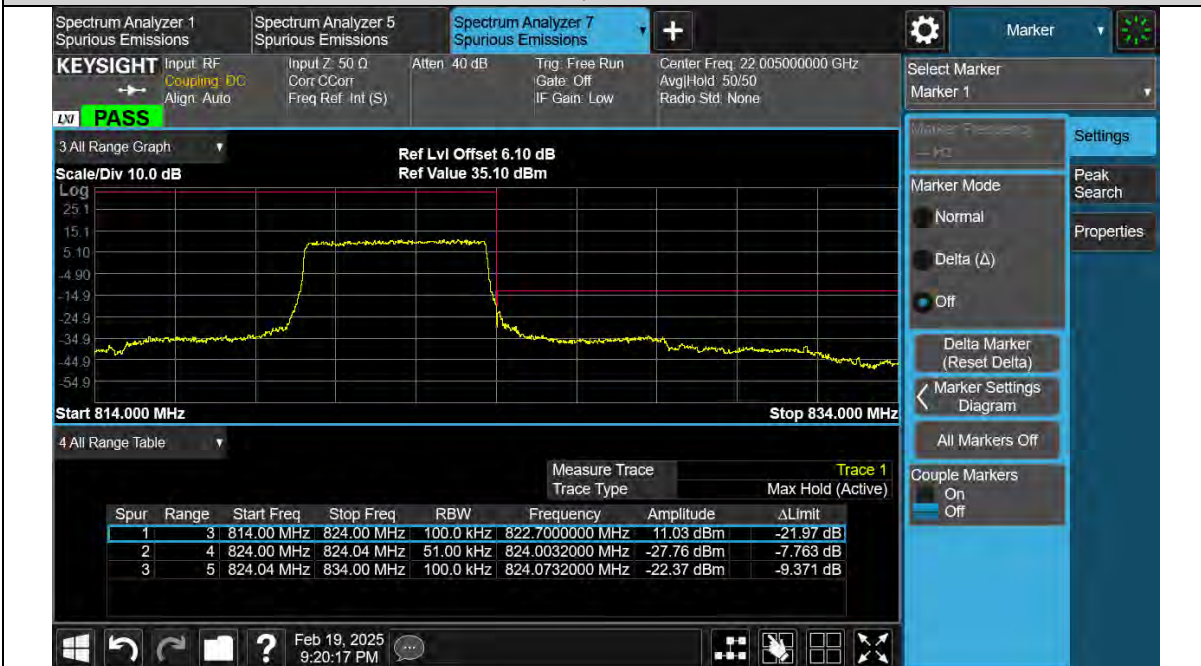 Spectrum Analyzer 1
Spurious Emissions
Spectrum Analyzer 5
Spurious Emissions
Spectrum Analyzer 7
Spurious Emissions
Marker
KEYSIGHT
Input: RF
Coupling: DC
Align: Auto
Input Z: 50 Ω
Corr CCorr
Freq Ref: Int (S)
Atten: 40 dB
Trig: Free Run
Gate: Off
IF Gain: Low
Center Freq: 22.005000000 GHz
Avg|Hold: 50/50
Radio Std: None
LXI PASS
Select Marker
Marker 1
Marker Frequency
--- Hz
Settings
Peak
Search
Properties
Marker Mode
Normal
Delta (Δ)
Off
Delta Marker
(Reset Delta)
Marker Settings
Diagram
All Markers Off
Couple Markers
On
Off
3 All Range Graph
Scale/Div 10.0 dB
Ref Lvl Offset 6.10 dB
Ref Value 35.10 dBm
Log
25.1
15.1
5.10
-4.90
-14.9
-24.9
-34.9
-44.9
-54.9
Start 814.000 MHz
Stop 834.000 MHz
4 All Range Table
Measure Trace Trace 1
Trace Type Max Hold (Active)
Spur Range Start Freq Stop Freq RBW Frequency Amplitude ΔLimit
1 3 814.00 MHz 824.00 MHz 100.0 kHz 822.7000000 MHz 11.03 dBm -21.97 dB
2 4 824.00 MHz 824.04 MHz 51.00 kHz 824.0032000 MHz -27.76 dBm -7.763 dB
3 5 824.04 MHz 834.00 MHz 100.0 kHz 824.0732000 MHz -22.37 dBm -9.371 dB
Feb 19, 2025
9:20:17 PM